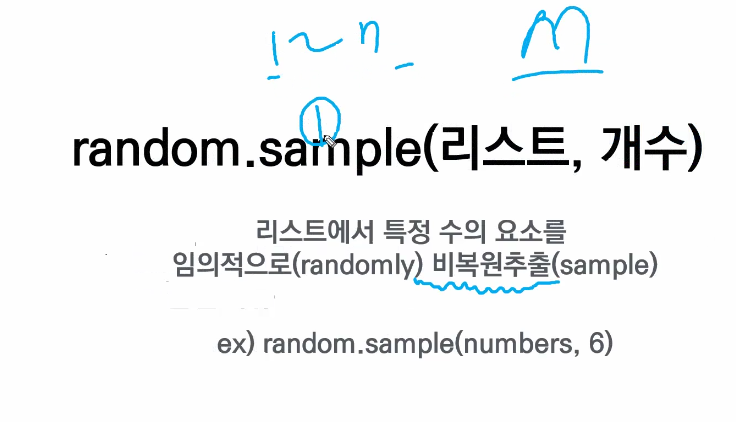 1~n m
①
random.sample(리스트, 개수)
리스트에서 특정 수의 요소를
임의적으로(randomly) 비복원추출(sample)
ex) random.sample(numbers, 6)